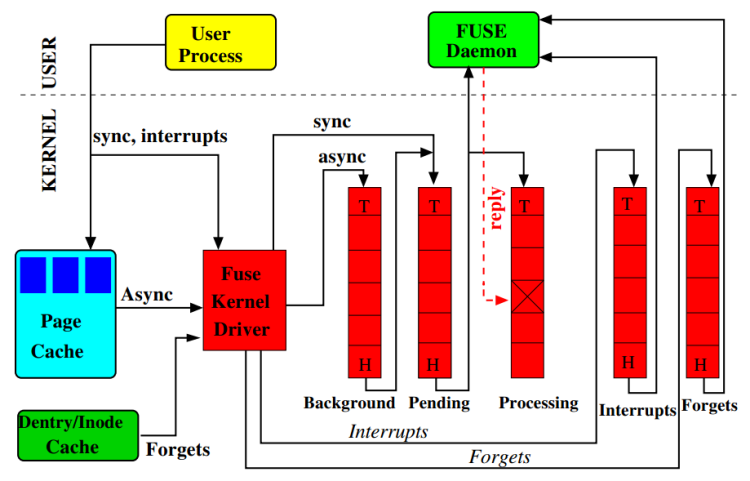 User
Process
FUSE
Daemon
USER
KERNEL
sync, interrupts
sync
async
T
T
T
T
T
reply
Fuse
Kernel
Driver
Async
Page
Cache
H
H
H
H
Background
Pending
Processing
Interrupts
Forgets
Dentry/Inode
Cache
Forgets
Interrupts
Forgets